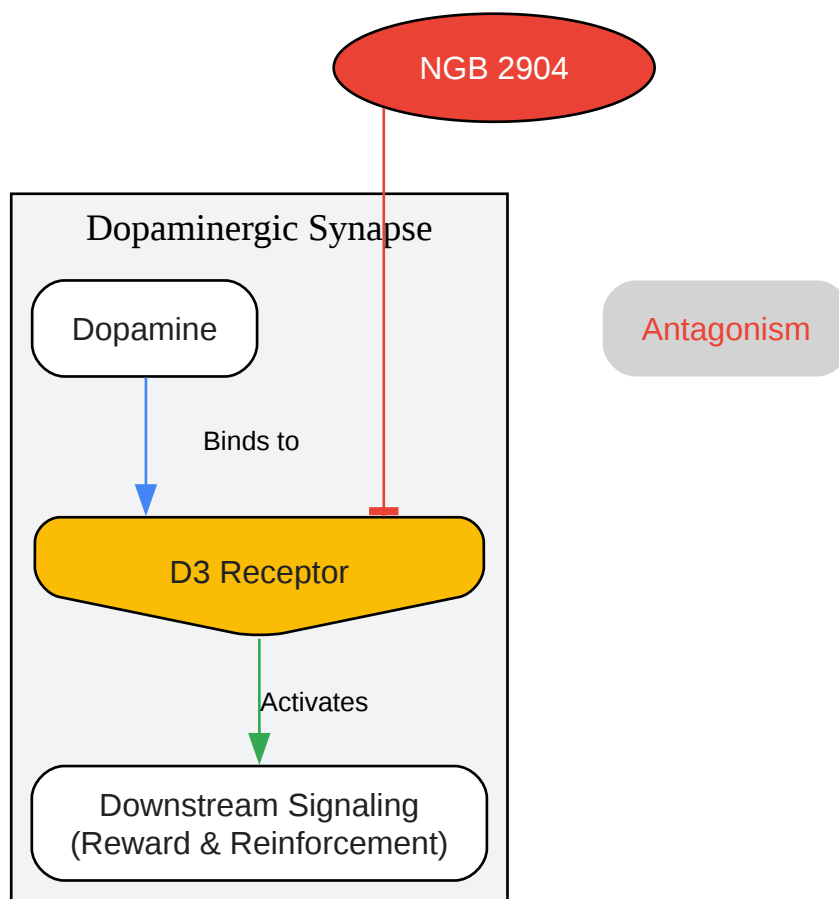 NGB 2904
Dopaminergic Synapse
Dopamine
Antagonism
Binds to
D3 Receptor
Activates
Downstream Signaling
(Reward & Reinforcement)